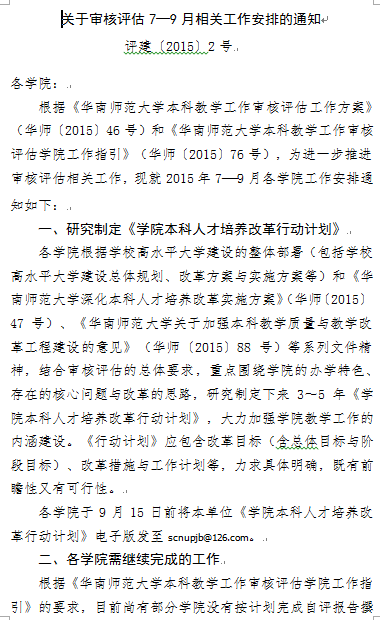 关于审核评估 7—9 月相关工作安排的通知
评建〔2015〕2 号
各学院：
根据《华南师范大学本科教学工作审核评估工作方案》
（华师〔2015〕46 号）和《华南师范大学本科教学工作审核
评估学院工作指引》（华师〔2015〕76 号），为进一步推进
审核评估相关工作，现就 2015 年 7—9 月各学院工作安排通
知如下：
一、研究制定《学院本科人才培养改革行动计划》
各学院根据学校高水平大学建设的整体部署（包括学校
高水平大学建设总体规划、改革方案与实施方案等）和《华
南师范大学深化本科人才培养改革实施方案》（华师〔2015〕
47 号）、《华南师范大学关于加强本科教学质量与教学改
革工程建设的意见》（华师〔2015〕88 号）等系列文件精
神，结合审核评估的总体要求，重点围绕学院的办学特色、
存在的核心问题与改革的思路，研究制定下来 3～5 年《学
院本科人才培养改革行动计划》，大力加强学院教学工作的
内涵建设。《行动计划》应包含改革目标（含总体目标与阶
段目标）、改革措施与工作计划等，力求具体明确，既有前
瞻性又有可行性。
各学院于 9 月 15 日前将本单位《学院本科人才培养改
革行动计划》电子版发至 scnupjb@126.com。
二、各学院需继续完成的工作
根据《华南师范大学本科教学工作审核评估学院工作指
引》的要求，目前尚有部分学院没有按计划完成自评报告撰